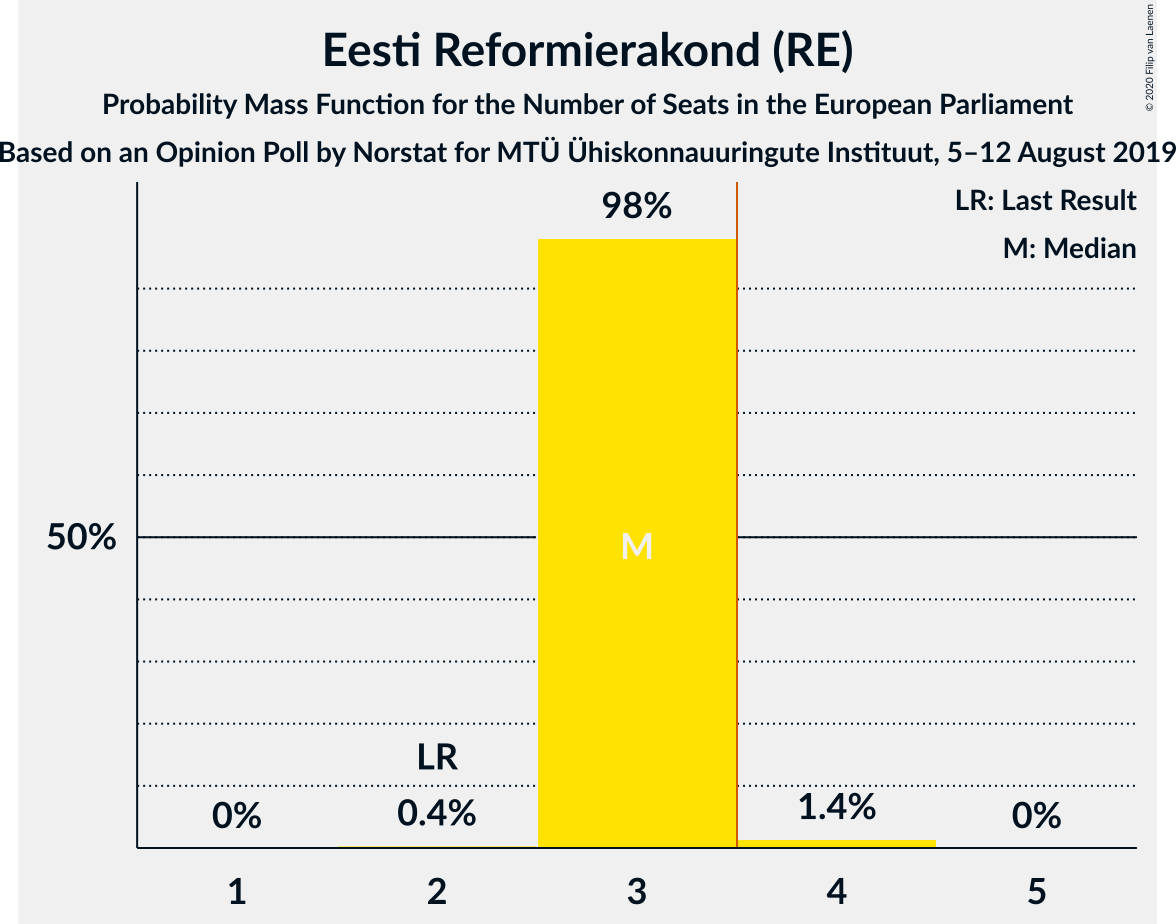 Eesti Reformierakond (RE)
Probability Mass Function for the Number of Seats in the European Parliament
Based on an Opinion Poll by Norstat for MTÜ Ühiskonnauuringute Instituut, 5–12 August 2019
© 2020 Filip van Laenen
LR: Last Result
M: Median
98%
50%
M
LR
0%
0.4%
1.4%
0%
1
2
3
4
5